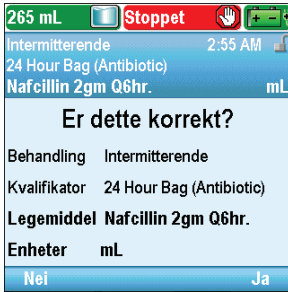 265 mL Stoppet
Intermitterende 2:55 AM
24 Hour Bag (Antibiotic)
Nafcillin 2gm Q6hr. mL
Er dette korrekt?
Behandling Intermitterende
Kvalifikator 24 Hour Bag (Antibiotic)
Legemiddel Nafcillin 2gm Q6hr.
Enheter mL
Nei Ja